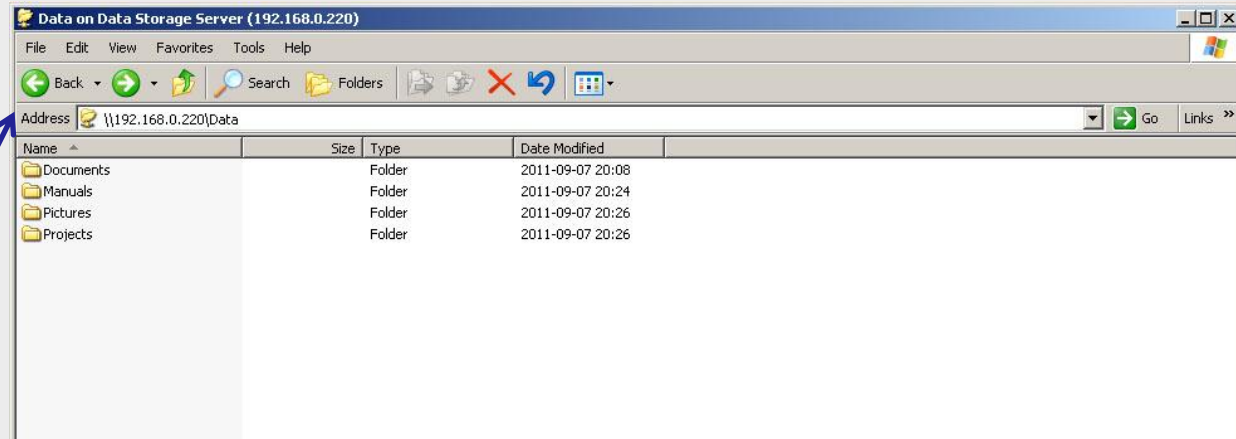 Data on Data Storage Server (192.168.0.220)
File Edit View Favorites Tools Help
Back Search Folders
Address \\192.168.0.220\Data Go Links »
Name Size Type Date Modified
Documents Folder 2011-09-07 20:08
Manuals Folder 2011-09-07 20:24
Pictures Folder 2011-09-07 20:26
Projects Folder 2011-09-07 20:26